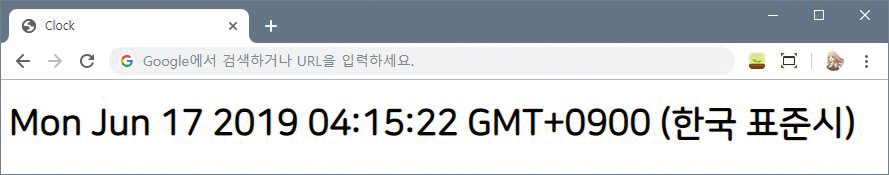 Clock
Google에서 검색하거나 URL을 입력하세요.
Mon Jun 17 2019 04:15:22 GMT+0900 (한국 표준시)